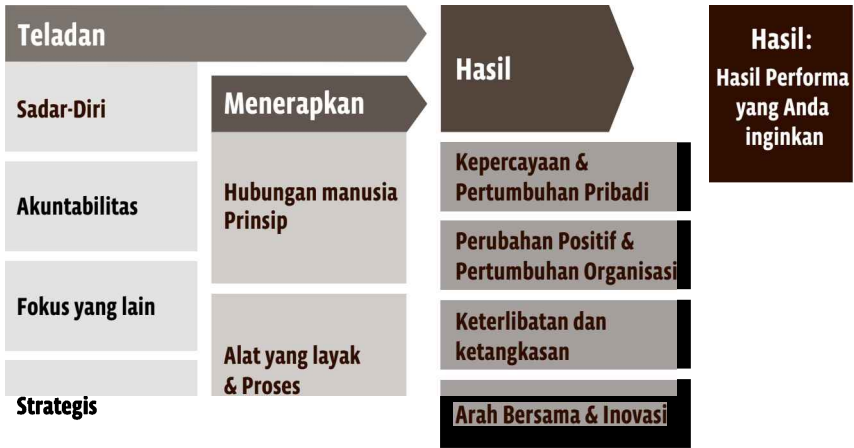 Teladan
Sadar-Diri
Akuntabilitas
Fokus yang lain
Strategis
Menerapkan
Hubungan manusia
Prinsip
Alat yang layak
& Proses
Hasil
Kepercayaan &
Pertumbuhan Pribadi
Perubahan Positif &
Pertumbuhan Organisasi
Keterlibatan dan
ketangkasan
Arah Bersama & Inovasi
Hasil:
Hasil Performa
yang Anda
inginkan